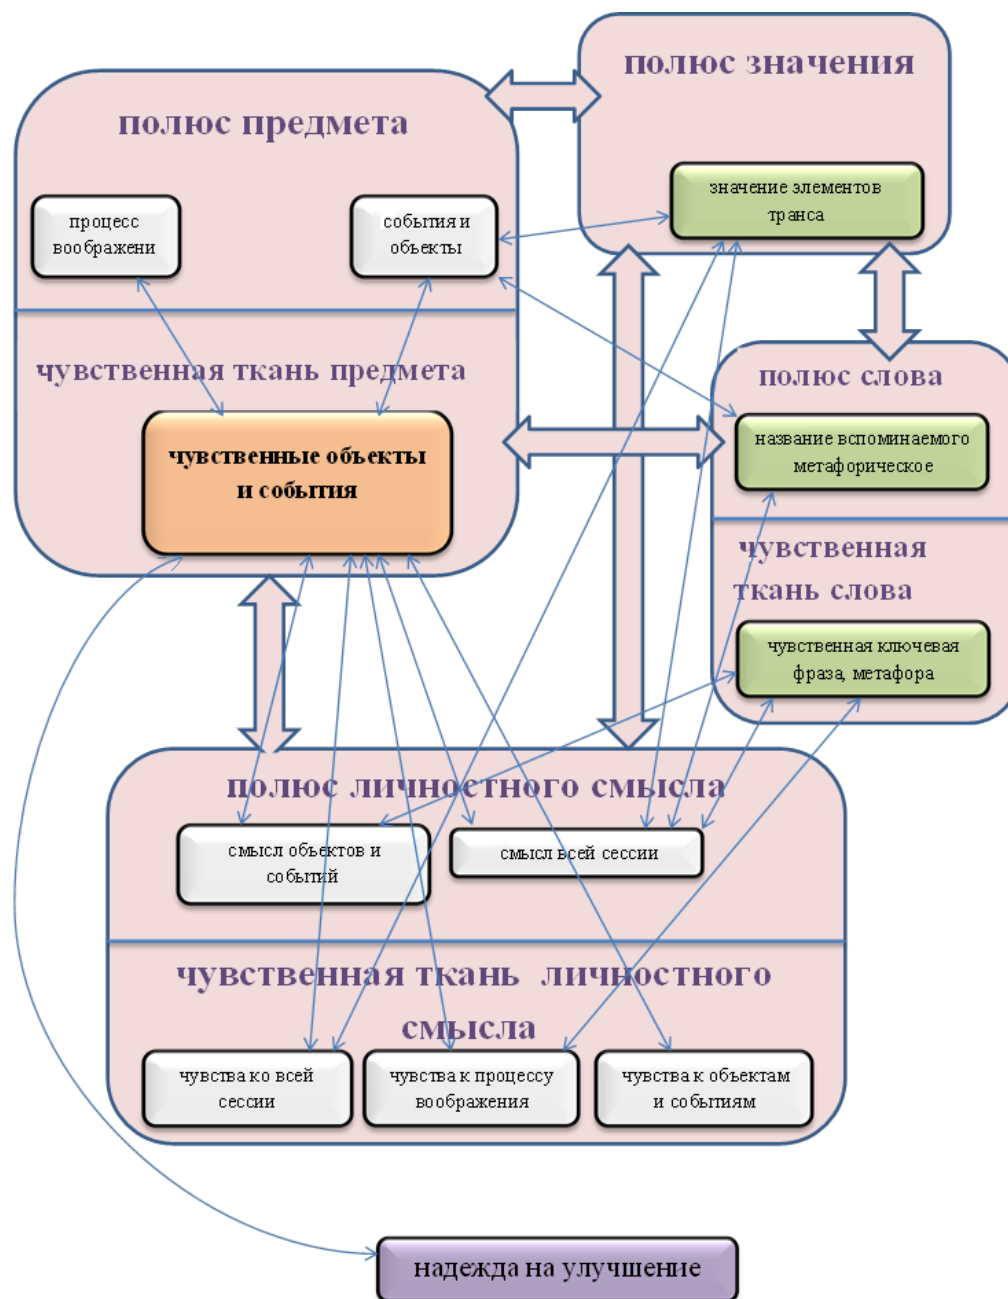 полюс значения
значение элементов
транса
полюс предмета
процесс
воображени
события и
объекты
чувственная ткань предмета
чувственные объекты
и события
полюс слова
название вспоминаемого
метафорическое
чувственная
ткань слова
чувственная ключевая
фраза, метафора
полюс личностного смысла
смысл объектов и
событий
смысл всей сессии
чувственная ткань личностного
смысла
чувства ко всей
сессии
чувства к процессу
воображения
чувства к объектам
и событиям
надежда на улучшение